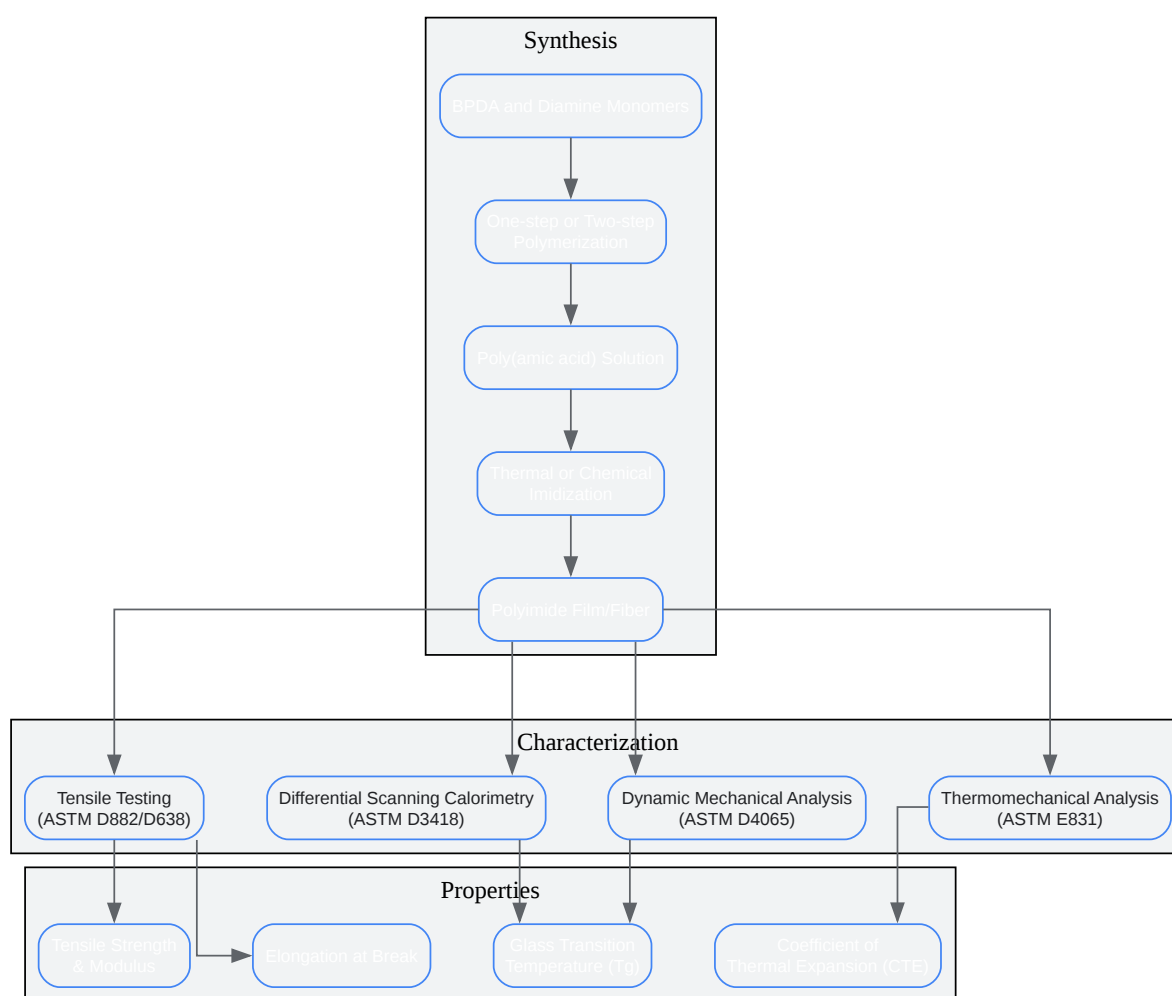 Synthesis
BPDA and Diamine Monomers
One-step or Two-step
Polymerization
Poly(amic acid) Solution
Thermal or Chemical
Imidization
Polyimide Film/Fiber
Characterization
Tensile Testing
(ASTM D882/D638)
Differential Scanning Calorimetry
(ASTM D3418)
Dynamic Mechanical Analysis
(ASTM D4065)
Thermomechanical Analysis
(ASTM E831)
Properties
Tensile Strength
& Modulus
Elongation at Break
Glass Transition
Temperature (Tg)
Coefficient of
Thermal Expansion (CTE)